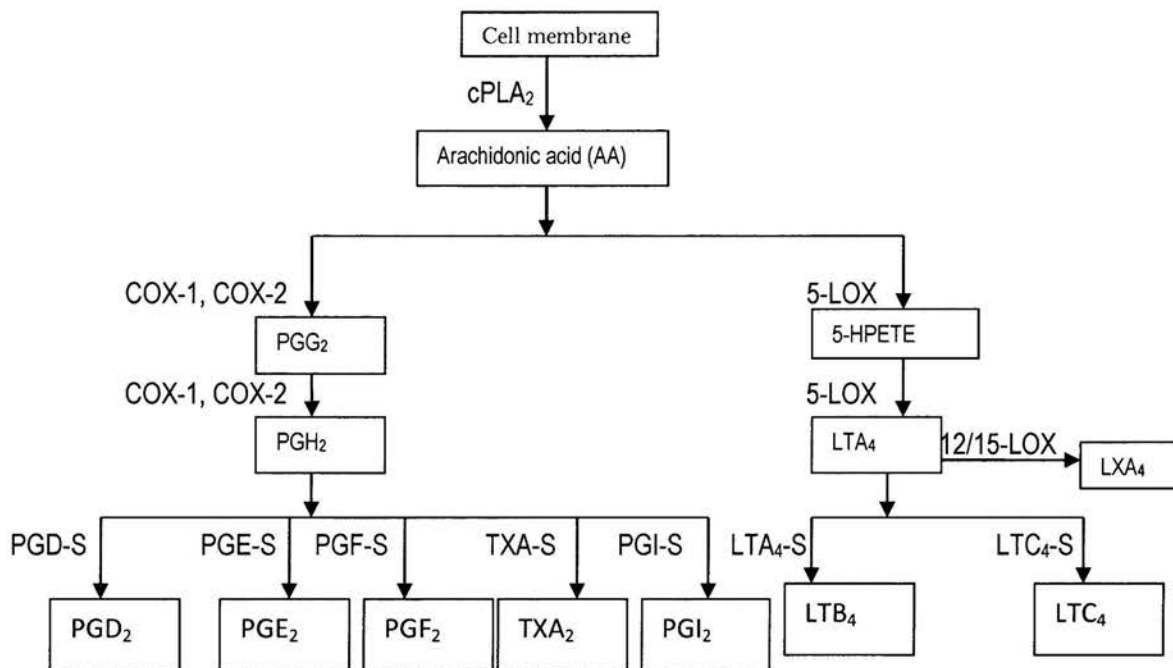 Cell membrane
cPLA₂
Arachidonic acid (AA)
COX-1, COX-2
5-LOX
PGG₂
5-HPETE
COX-1, COX-2
5-LOX
PGH₂
LTA₄
12/15-LOX
LXA₄
PGD-S
PGE-S
PGF-S
TXA-S
PGI-S
LTA₄-S
LTC₄-S
PGD₂
PGE₂
PGF₂
TXA₂
PGI₂
LTB₄
LTC₄